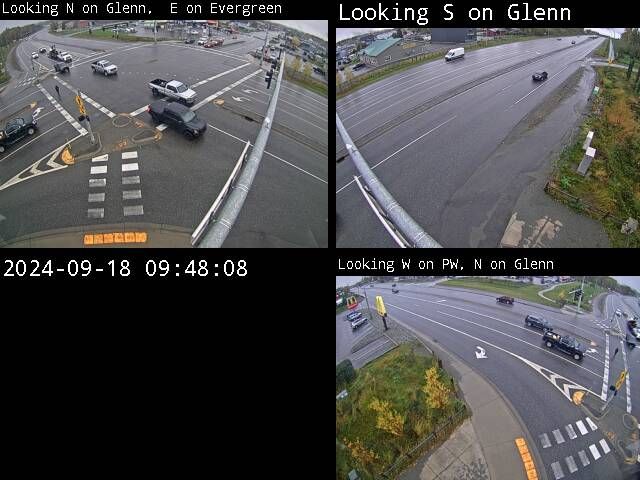 Looking N on Glenn, E on Evergreen
Looking S on Glenn
2024-09-18 09:48:08
Looking W on PW, N on Glenn